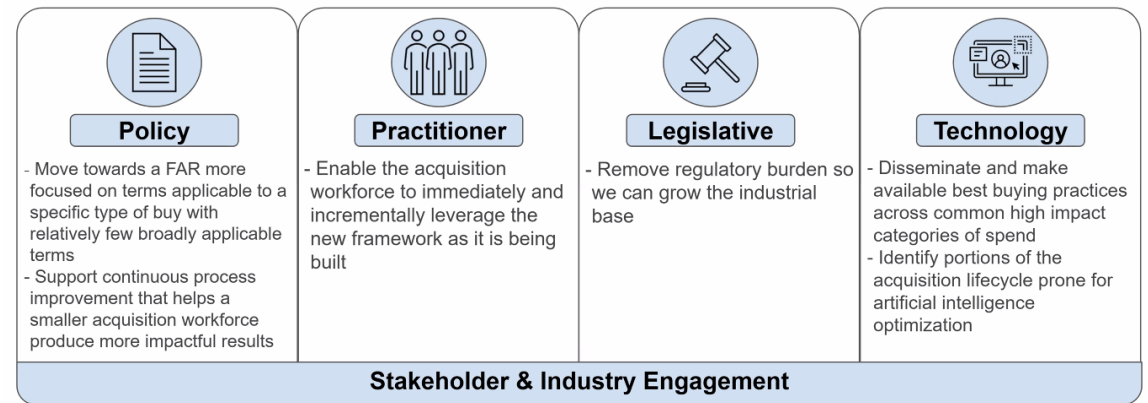 Policy
- Move towards a FAR more
focused on terms applicable to a
specific type of buy with
relatively few broadly applicable
terms
- Support continuous process
improvement that helps a
smaller acquisition workforce
produce more impactful results
Practitioner
- Enable the acquisition
workforce to immediately and
incrementally leverage the
new framework as it is being
built
Legislative
- Remove regulatory burden so
we can grow the industrial
base
Technology
- Disseminate and make
available best buying practices
across common high impact
categories of spend
- Identify portions of the
acquisition lifecycle prone for
artificial intelligence
optimization
Stakeholder & Industry Engagement